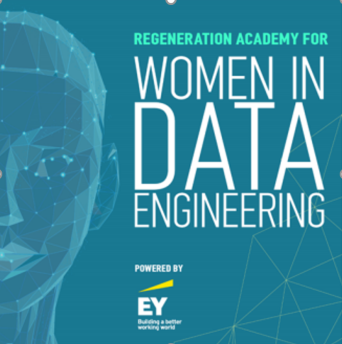 REGENERATION ACADEMY FOR
WOMEN IN
DATA
ENGINEERING
POWERED BY
EY
Building a better
working world